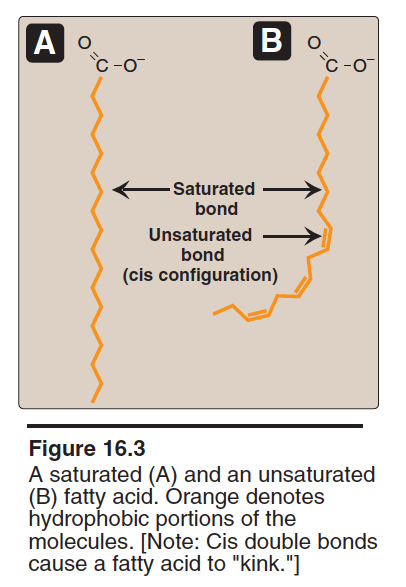 A
B
O
C –O–
O
C –O–
Saturated
bond
Unsaturated
bond
(cis configuration)
Figure 16.3
A saturated (A) and an unsaturated
(B) fatty acid. Orange denotes
hydrophobic portions of the
molecules. [Note: Cis double bonds
cause a fatty acid to "kink."]